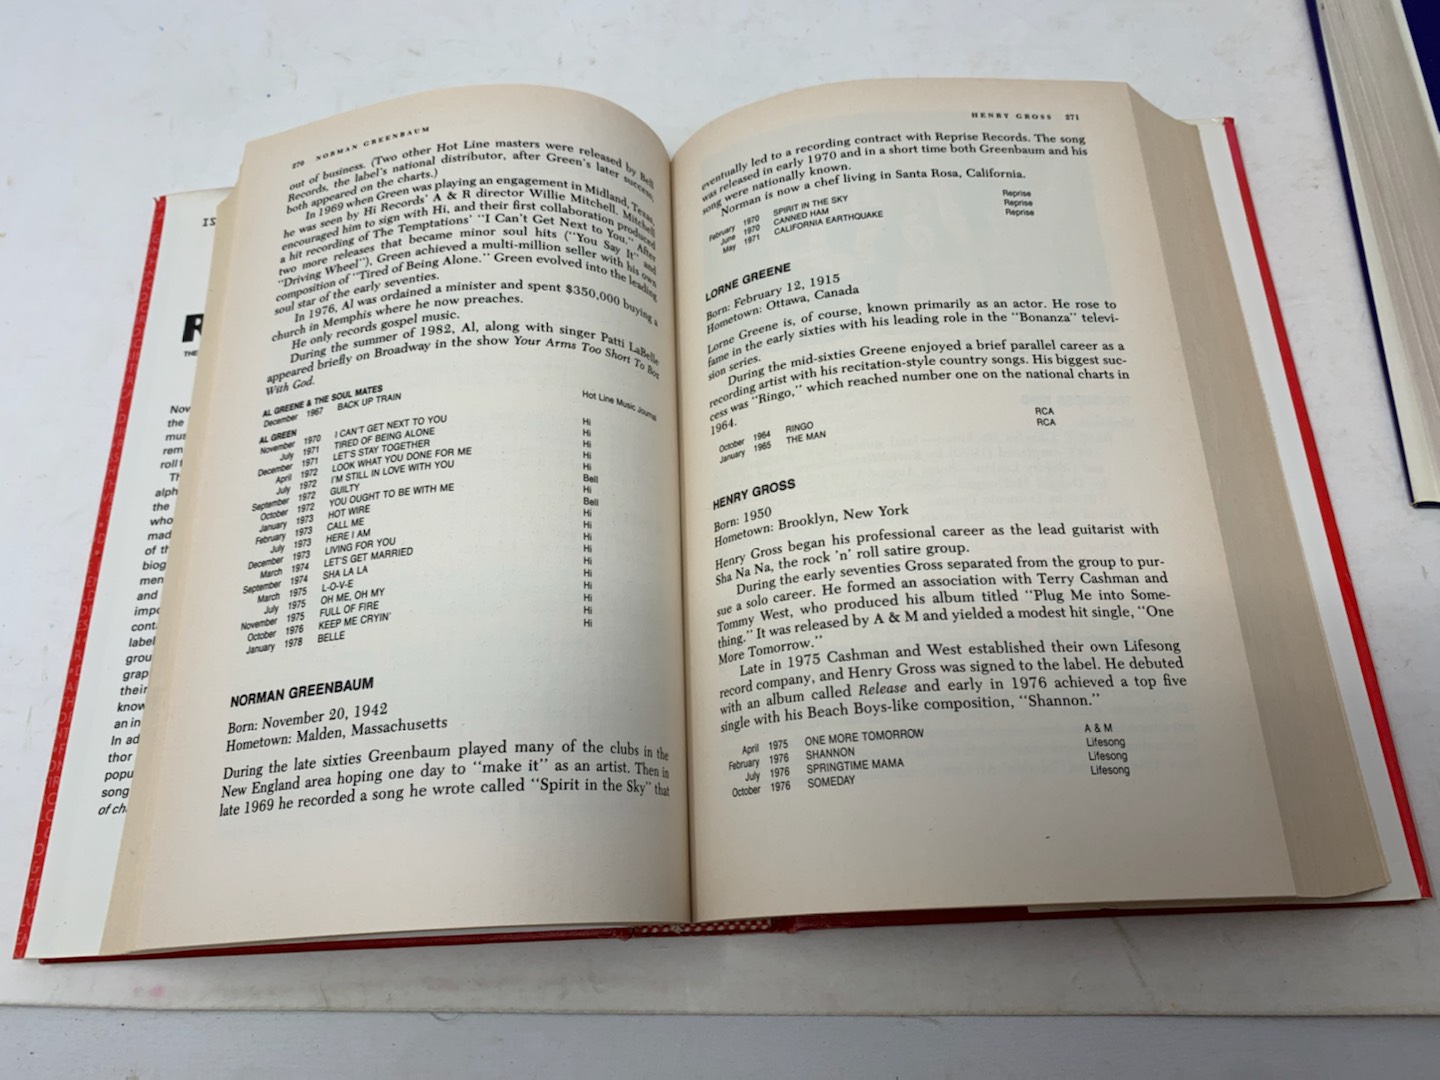 270 NORMAN GREENBAUM
out of business. (Two other Hot Line masters were released by Bell
Records, the label's national distributor, after Green's later success,
both appeared on the charts.)
In 1969 when Green was playing an engagement in Midland, Texas,
he was seen by Hi Records' A & R director Willie Mitchell. Mitchell
encouraged him to sign with Hi, and their first collaboration produced
a hit recording of The Temptations' "I Can't Get Next to You." After
two more releases that became minor soul hits ("You Say It" and
"Driving Wheel"), Green achieved a multi-million seller with his own
composition of "Tired of Being Alone." Green evolved into the leading
soul star of the early seventies.
In 1976, Al was ordained a minister and spent $350,000 buying a
church in Memphis where he now preaches.
He only records gospel music.
During the summer of 1982, Al, along with singer Patti LaBelle
appeared briefly on Broadway in the show Your Arms Too Short To Box
With God.
AL GREENE & THE SOUL MATES
December 1967 BACK UP TRAIN Hot Line Music Journal
AL GREEN
November 1970 I CAN'T GET NEXT TO YOU Hi
July 1971 TIRED OF BEING ALONE Hi
December 1971 LET'S STAY TOGETHER Hi
April 1972 LOOK WHAT YOU DONE FOR ME Hi
July 1972 I'M STILL IN LOVE WITH YOU Hi
September 1972 GUILTY Bell
October 1972 YOU OUGHT TO BE WITH ME Hi
January 1973 HOT WIRE Bell
February 1973 CALL ME Hi
July 1973 HERE I AM Hi
December 1973 LIVING FOR YOU Hi
March 1974 LET'S GET MARRIED Hi
September 1974 SHA LA LA Hi
March 1975 L-O-V-E Hi
July 1975 OH ME, OH MY Hi
November 1975 FULL OF FIRE Hi
October 1976 KEEP ME CRYIN' Hi
January 1978 BELLE Hi
NORMAN GREENBAUM
Born: November 20, 1942
Hometown: Malden, Massachusetts
During the late sixties Greenbaum played many of the clubs in the
New England area hoping one day to "make it" as an artist. Then in
late 1969 he recorded a song he wrote called "Spirit in the Sky" that
HENRY GROSS 271
eventually led to a recording contract with Reprise Records. The song
was released in early 1970 and in a short time both Greenbaum and his
song were nationally known.
Norman is now a chef living in Santa Rosa, California.
February 1970 SPIRIT IN THE SKY Reprise
June 1970 CANNED HAM Reprise
May 1971 CALIFORNIA EARTHQUAKE Reprise
LORNE GREENE
Born: February 12, 1915
Hometown: Ottawa, Canada
Lorne Greene is, of course, known primarily as an actor. He rose to
fame in the early sixties with his leading role in the "Bonanza" televi-
sion series.
During the mid-sixties Greene enjoyed a brief parallel career as a
recording artist with his recitation-style country songs. His biggest suc-
cess was "Ringo," which reached number one on the national charts in
1964.
October 1964 RINGO RCA
January 1965 THE MAN RCA
HENRY GROSS
Born: 1950
Hometown: Brooklyn, New York
Henry Gross began his professional career as the lead guitarist with
Sha Na Na, the rock 'n' roll satire group.
During the early seventies Gross separated from the group to pur-
sue a solo career. He formed an association with Terry Cashman and
Tommy West, who produced his album titled "Plug Me into Some-
thing." It was released by A & M and yielded a modest hit single, "One
More Tomorrow."
Late in 1975 Cashman and West established their own Lifesong
record company, and Henry Gross was signed to the label. He debuted
with an album called Release and early in 1976 achieved a top five
single with his Beach Boys-like composition, "Shannon."
April 1975 ONE MORE TOMORROW A & M
February 1976 SHANNON Lifesong
July 1976 SPRINGTIME MAMA Lifesong
October 1976 SOMEDAY Lifesong